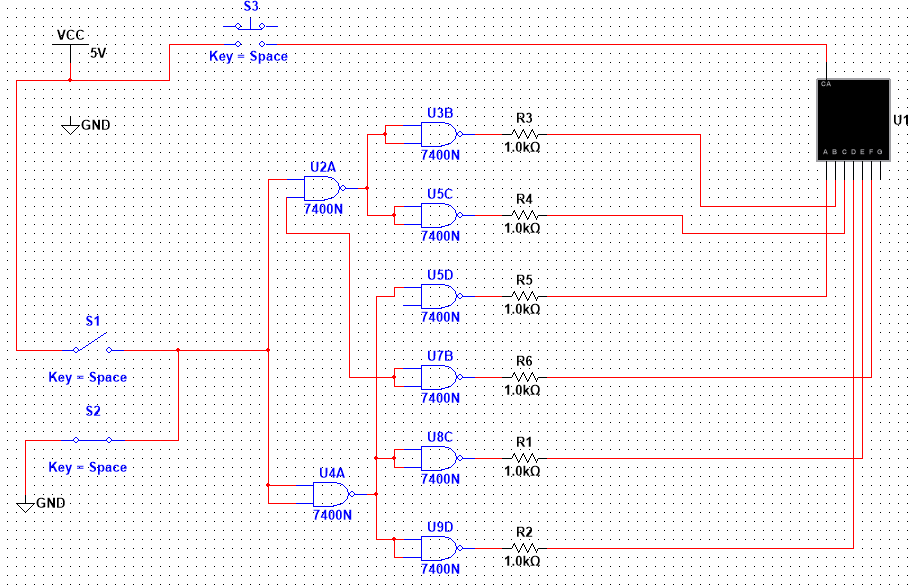 S3
Key = Space
VCC
5V
GND
CA
U1
A B C D E F G
U3B
7400N
R3
1.0kΩ
U2A
7400N
U5C
7400N
R4
1.0kΩ
U5D
7400N
R5
1.0kΩ
S1
Key = Space
U7B
7400N
R6
1.0kΩ
S2
Key = Space
U8C
7400N
R1
1.0kΩ
GND
U4A
7400N
U9D
7400N
R2
1.0kΩ